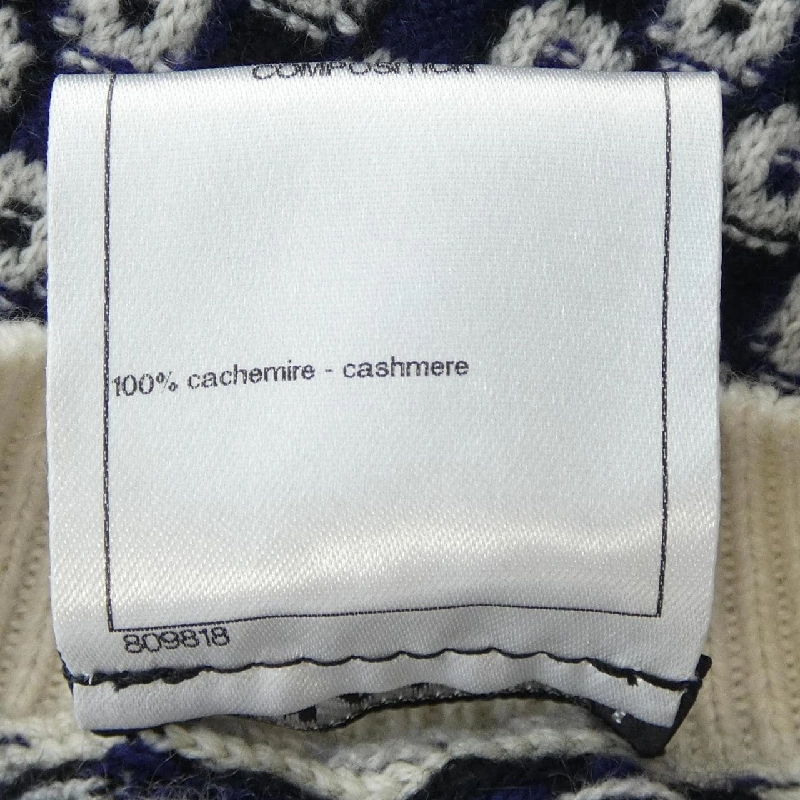 COMPOSITION
100% cachemire - cashmere
809818